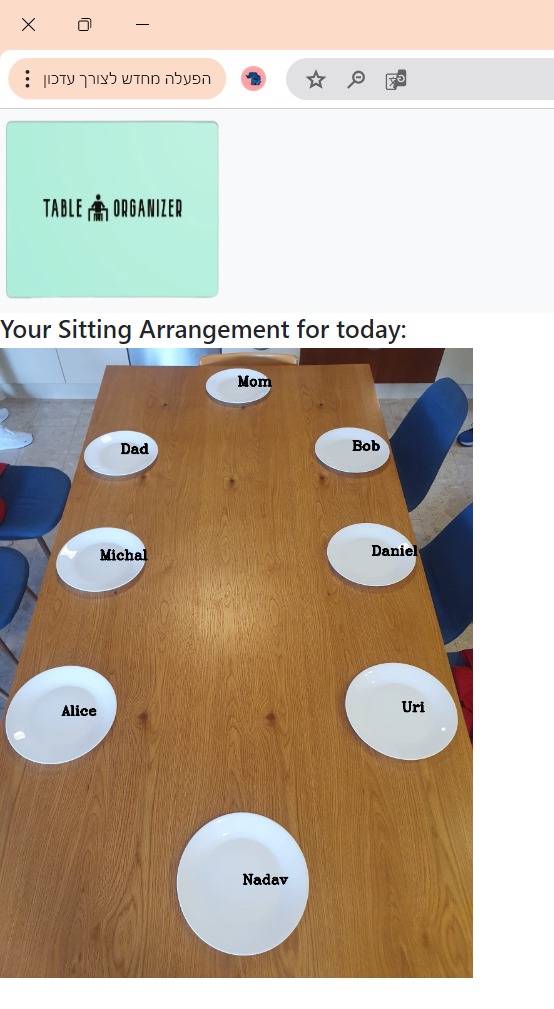 הפעלה מחדש לצורך עדכון
TABLE ORGANIZER
Your Sitting Arrangement for today:
Mom
Dad
Bob
Michal
Daniel
Alice
Uri
Nadav